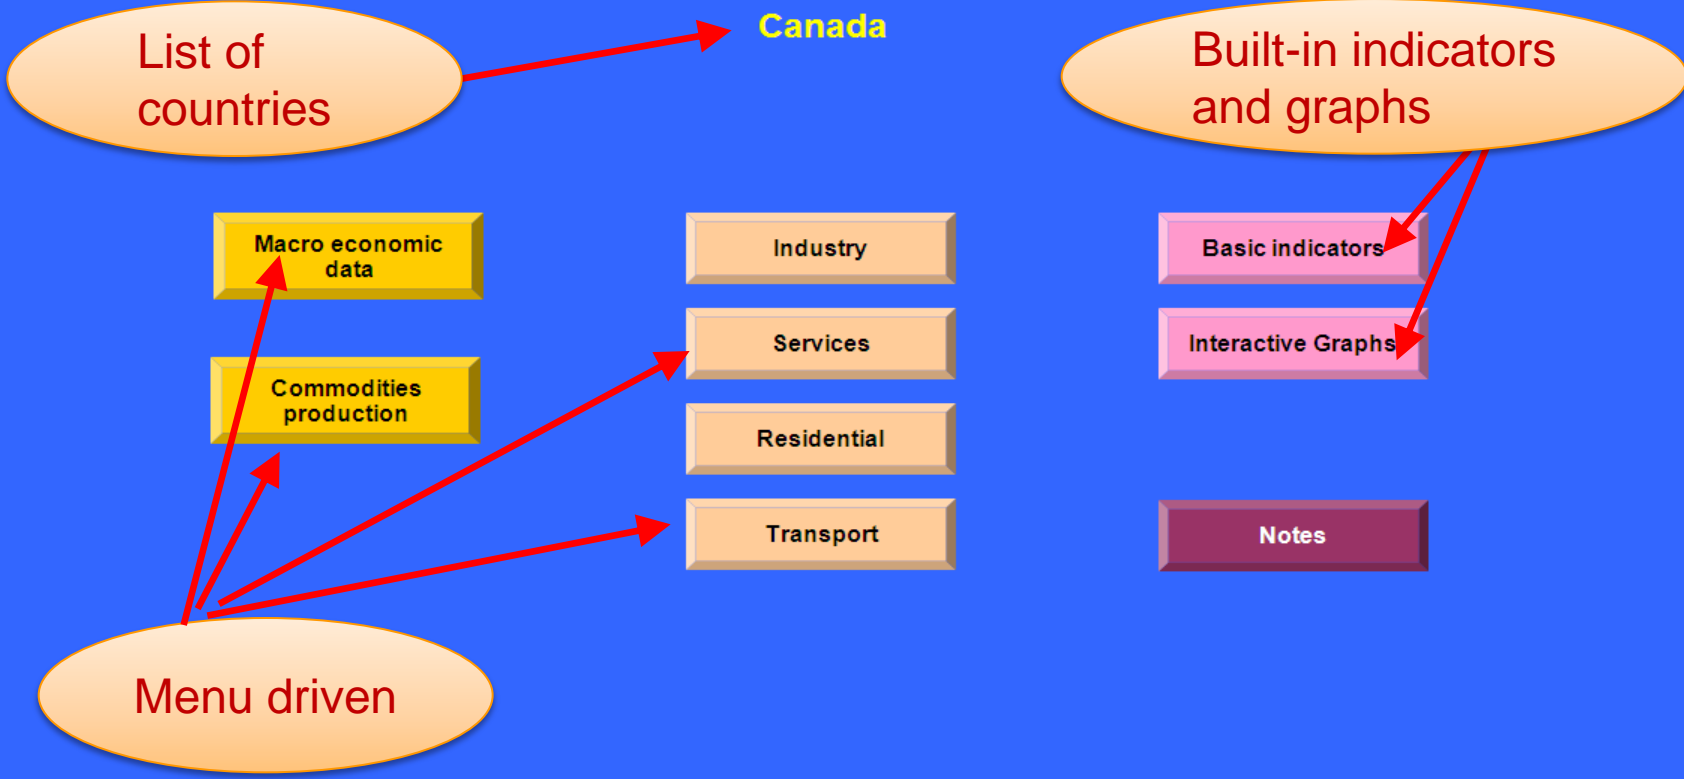 List of
countries
Canada
Built-in indicators
and graphs
Macro economic
data
Industry
Basic indicators
Services
Interactive Graphs
Commodities
production
Residential
Transport
Notes
Menu driven